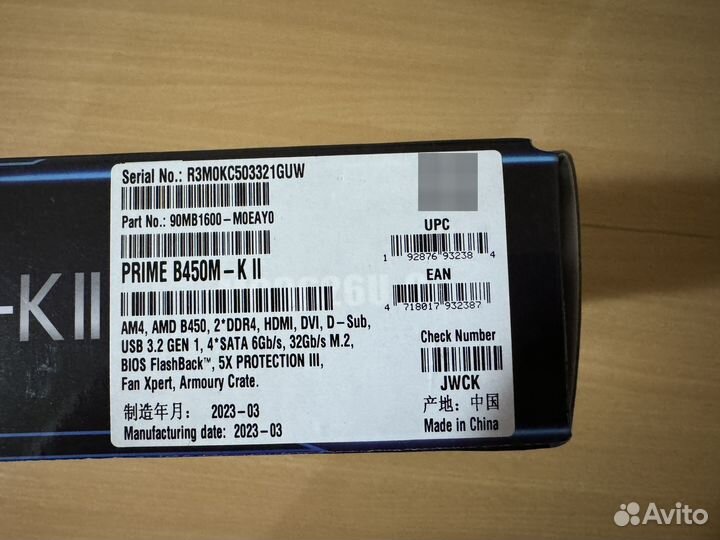 -K II
Serial No.: R3M0KC503321GUW
Part No.: 90MB1600-M0EAY0
PRIME B450M-K II
AM4, AMD B450, 2*DDR4, HDMI, DVI, D-Sub,
USB 3.2 GEN 1, 4*SATA 6Gb/s, 32Gb/s M.2,
BIOS FlashBack™, 5X PROTECTION III,
Fan Xpert, Armoury Crate.
制造年月: 2023-03
Manufacturing date: 2023-03
UPC
1 92876 93238 4
EAN
4 718017 932387
Check Number
JWCK
产地: 中国
Made in China
Avito